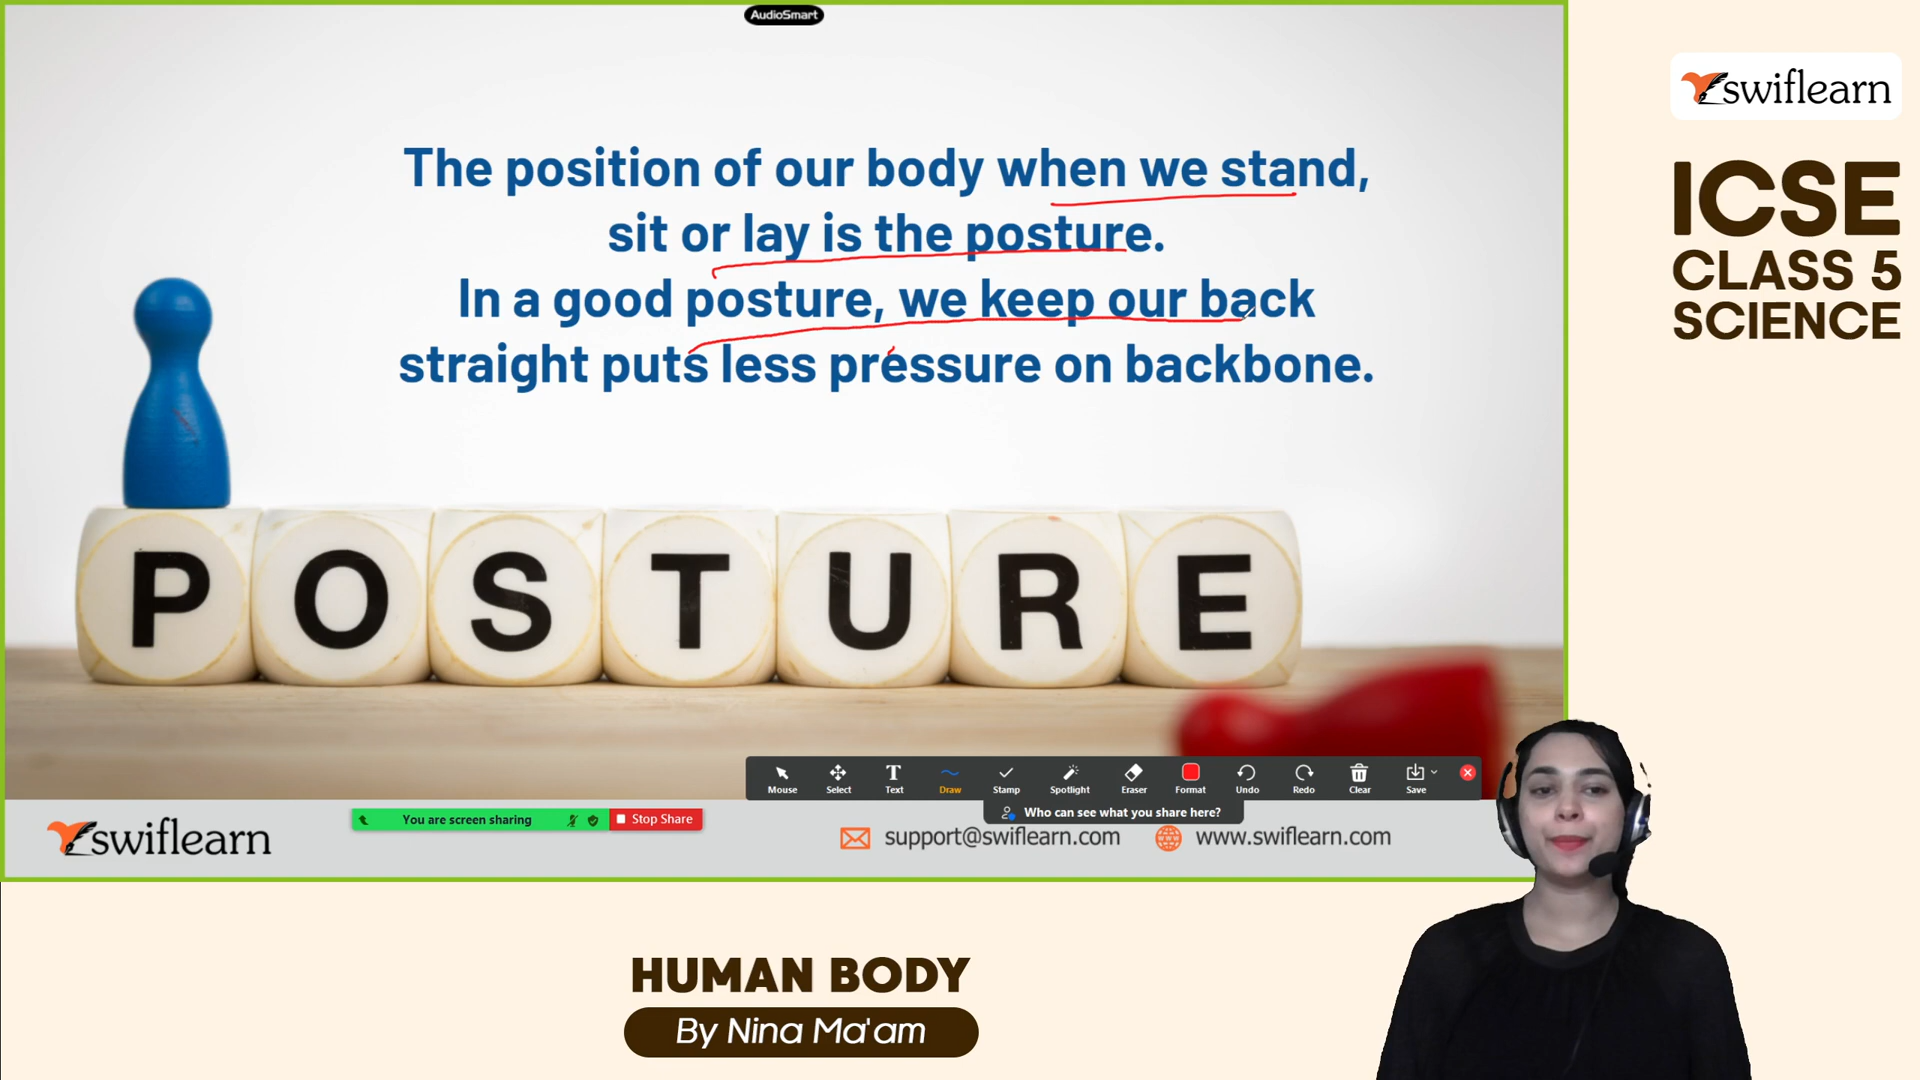 AudioSmart
The position of our body when we stand,
sit or lay is the posture.
In a good posture, we keep our back
straight puts less pressure on backbone.
P O S T U R E
Mouse Select Text Draw Stamp Spotlight Eraser Format Undo Redo Clear Save
Who can see what you share here?
You are screen sharing Stop Share
swiflearn
support@swiflearn.com www.swiflearn.com
swiflearn
ICSE
CLASS 5
SCIENCE
HUMAN BODY
By Nina Ma'am